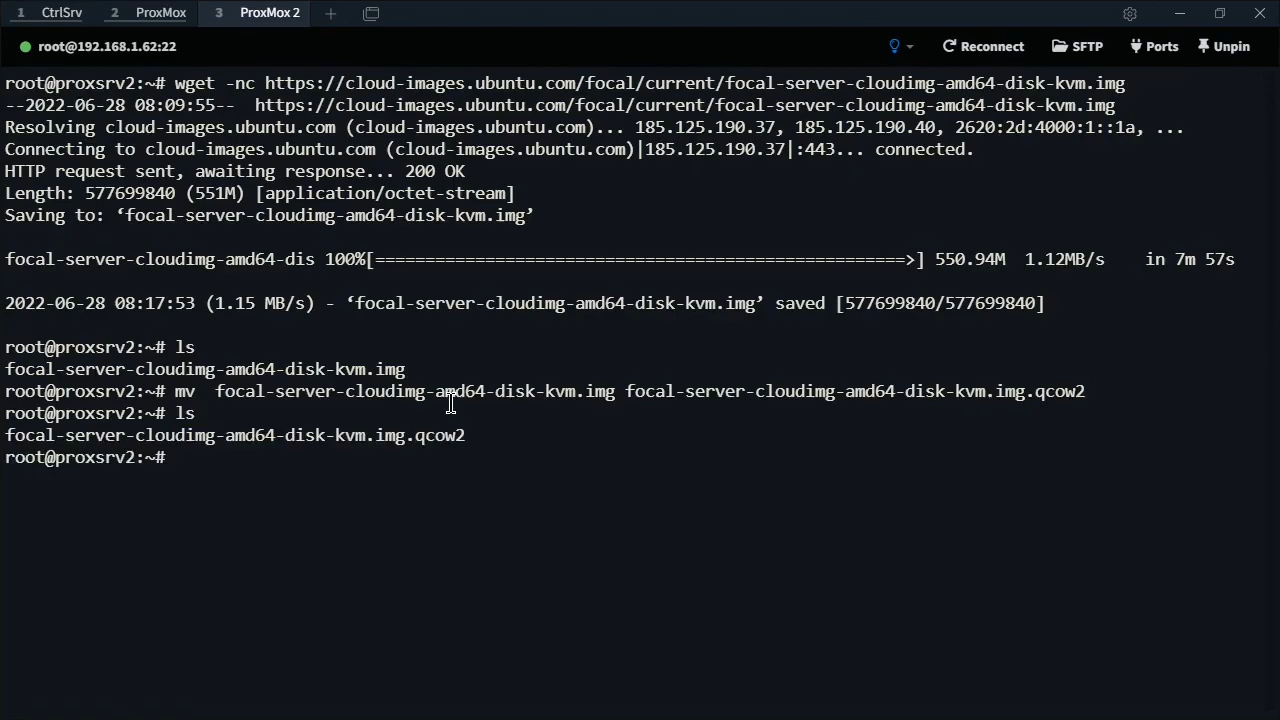 1 CtrlSrv 2 ProxMox 3 ProxMox 2
root@192.168.1.62:22 Reconnect SFTP Ports Unpin
root@proxsrv2:~# wget -nc https://cloud-images.ubuntu.com/focal/current/focal-server-cloudimg-amd64-disk-kvm.img
--2022-06-28 08:09:55--  https://cloud-images.ubuntu.com/focal/current/focal-server-cloudimg-amd64-disk-kvm.img
Resolving cloud-images.ubuntu.com (cloud-images.ubuntu.com)... 185.125.190.37, 185.125.190.40, 2620:2d:4000:1::1a, ...
Connecting to cloud-images.ubuntu.com (cloud-images.ubuntu.com)|185.125.190.37|:443... connected.
HTTP request sent, awaiting response... 200 OK
Length: 577699840 (551M) [application/octet-stream]
Saving to: ‘focal-server-cloudimg-amd64-disk-kvm.img’
focal-server-cloudimg-amd64-dis 100%[=====================================================>] 550.94M  1.12MB/s    in 7m 57s
2022-06-28 08:17:53 (1.15 MB/s) - ‘focal-server-cloudimg-amd64-disk-kvm.img’ saved [577699840/577699840]
root@proxsrv2:~# ls
focal-server-cloudimg-amd64-disk-kvm.img
root@proxsrv2:~# mv  focal-server-cloudimg-amd64-disk-kvm.img focal-server-cloudimg-amd64-disk-kvm.img.qcow2
root@proxsrv2:~# ls
focal-server-cloudimg-amd64-disk-kvm.img.qcow2
root@proxsrv2:~#